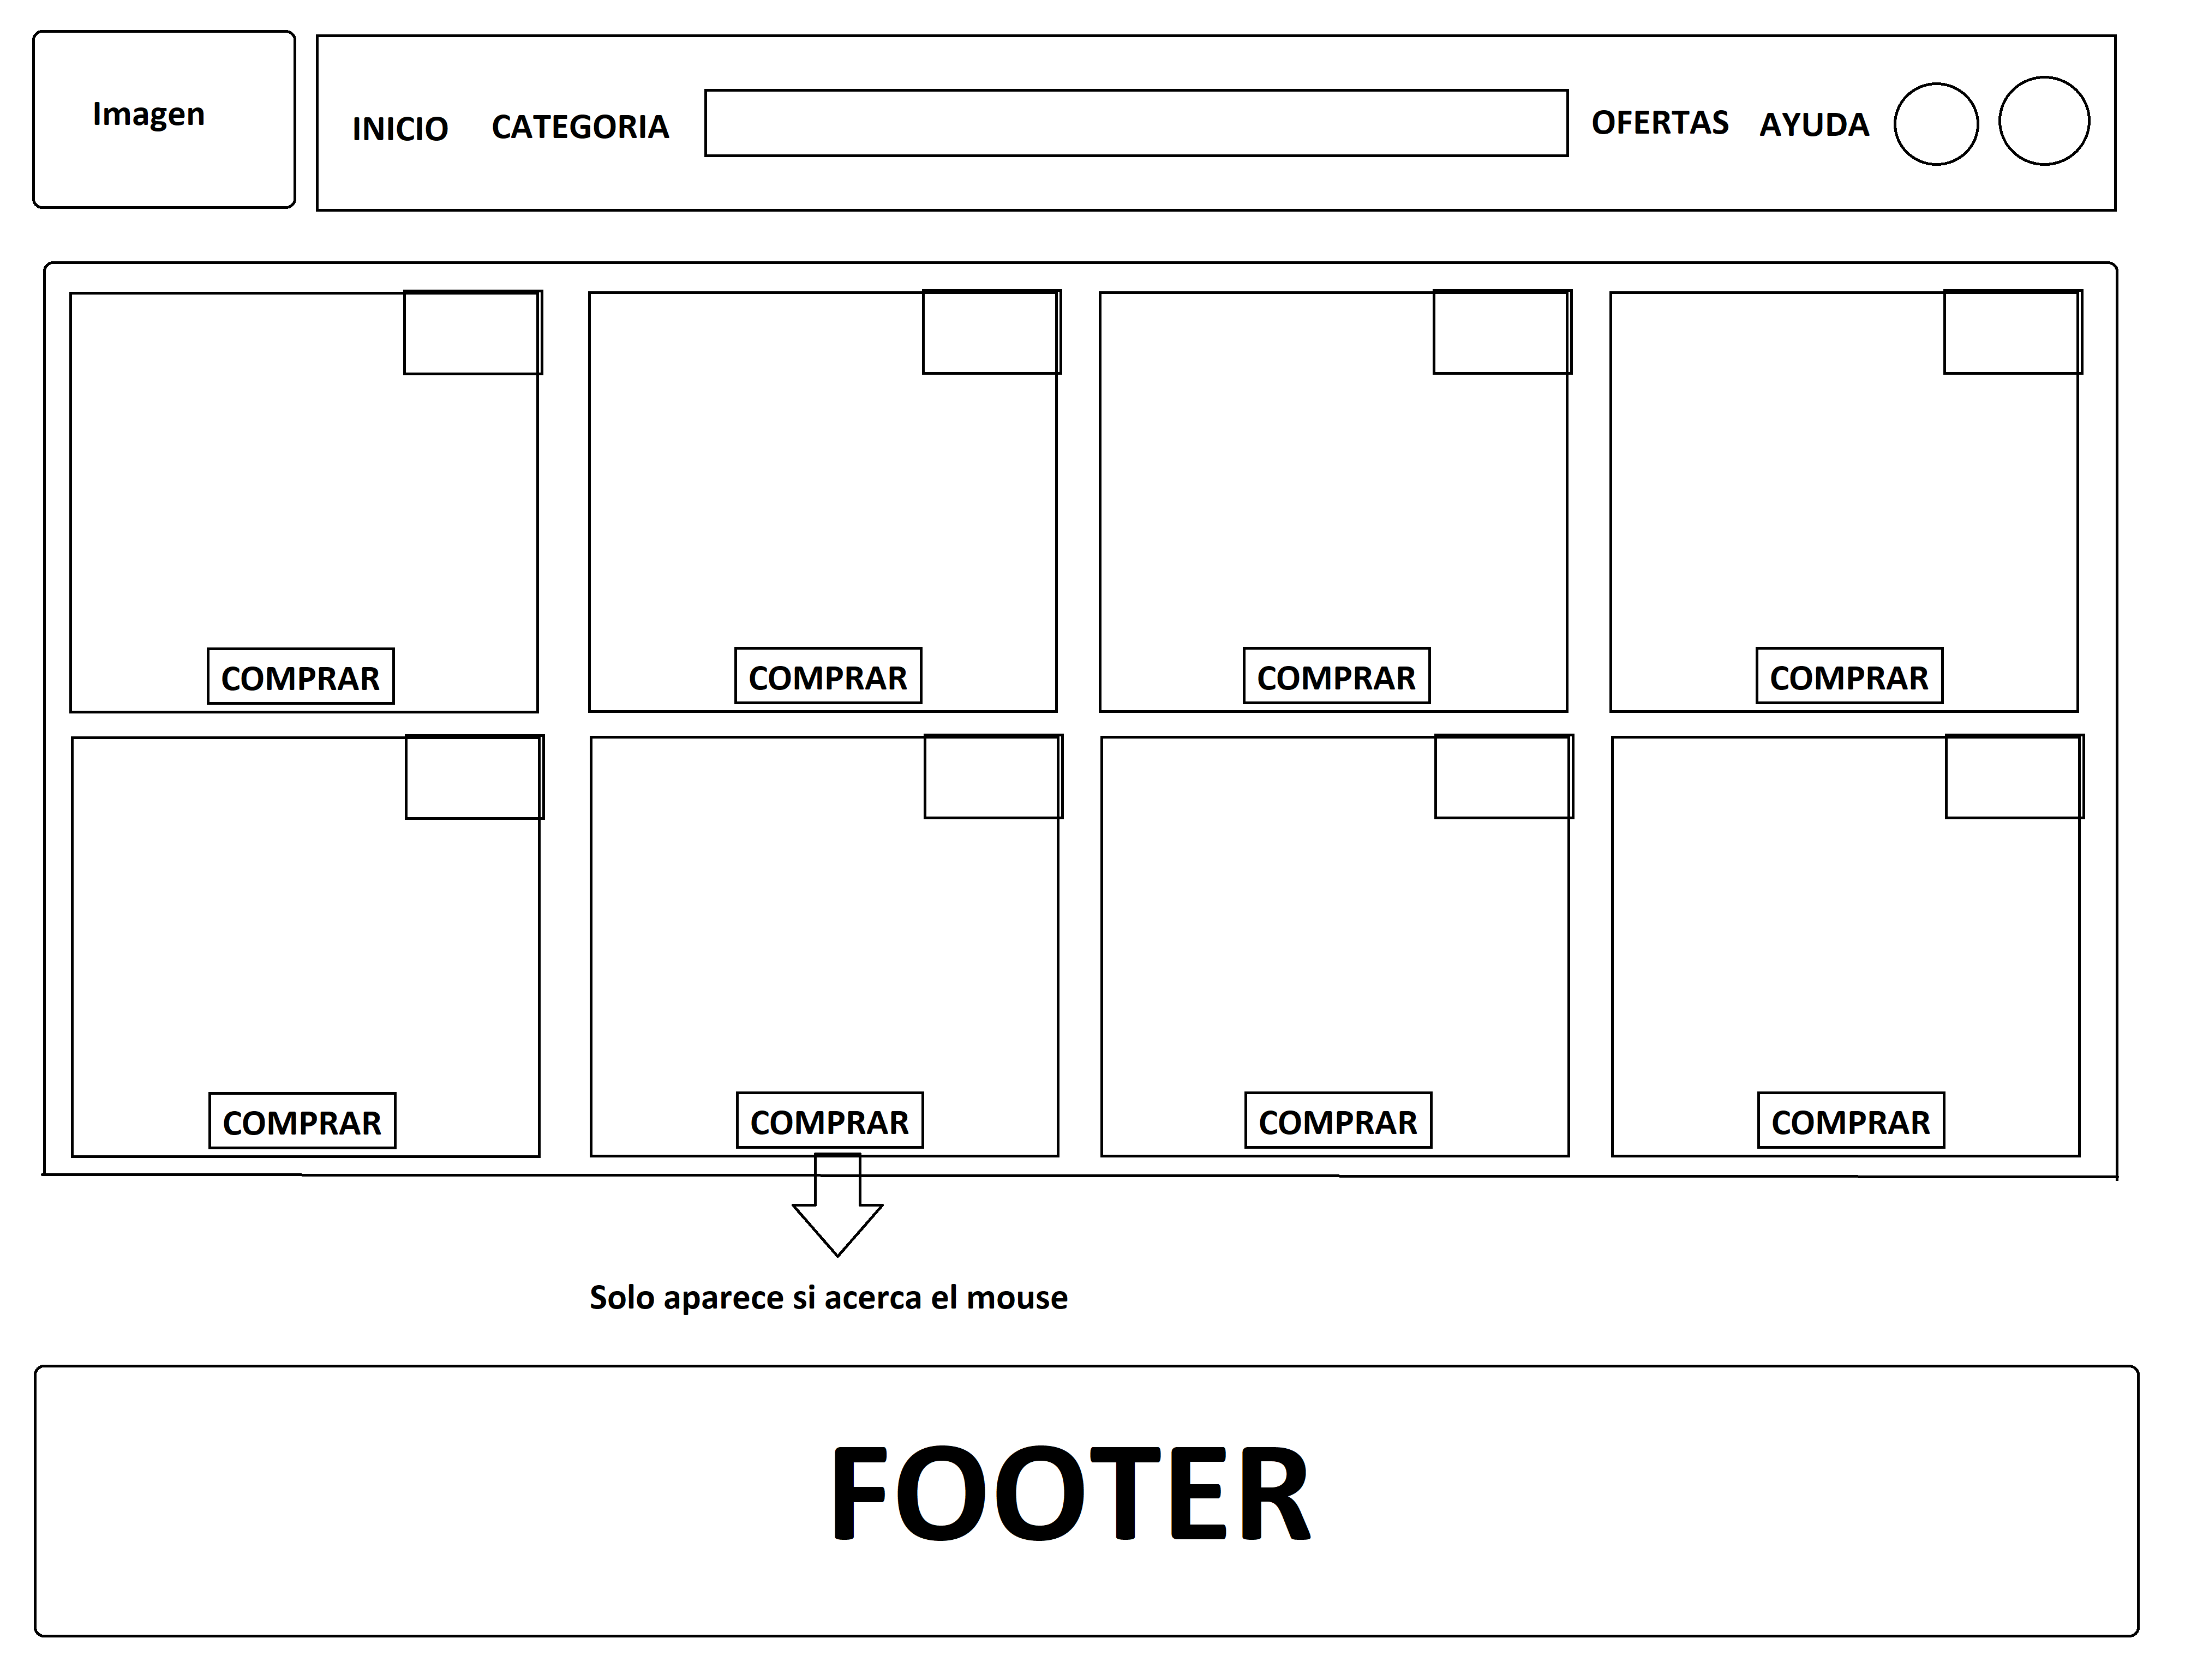 Imagen
INICIO CATEGORIA OFERTAS AYUDA
COMPRAR COMPRAR COMPRAR COMPRAR
COMPRAR COMPRAR COMPRAR COMPRAR
Solo aparece si acerca el mouse
FOOTER